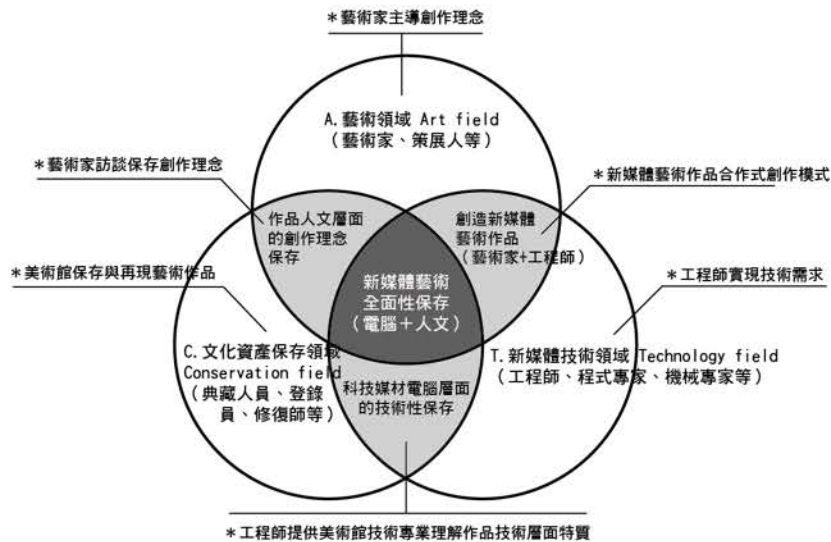 ＊藝術家主導創作理念
A.藝術領域 Art field
（藝術家、策展人等）
＊藝術家訪談保存創作理念
＊新媒體藝術作品合作式創作模式
作品人文層面
的創作理念
保存
創造新媒體
藝術作品
（藝術家+工程師）
＊美術館保存與再現藝術作品
＊工程師實現技術需求
新媒體藝術
全面性保存
（電腦＋人文）
C.文化資產保存領域
Conservation field
（典藏人員、登錄
員、修復師等）
T.新媒體技術領域 Technology field
（工程師、程式專家、機械專家等）
科技媒材電腦層面
的技術性保存
＊工程師提供美術館技術專業理解作品技術層面特質